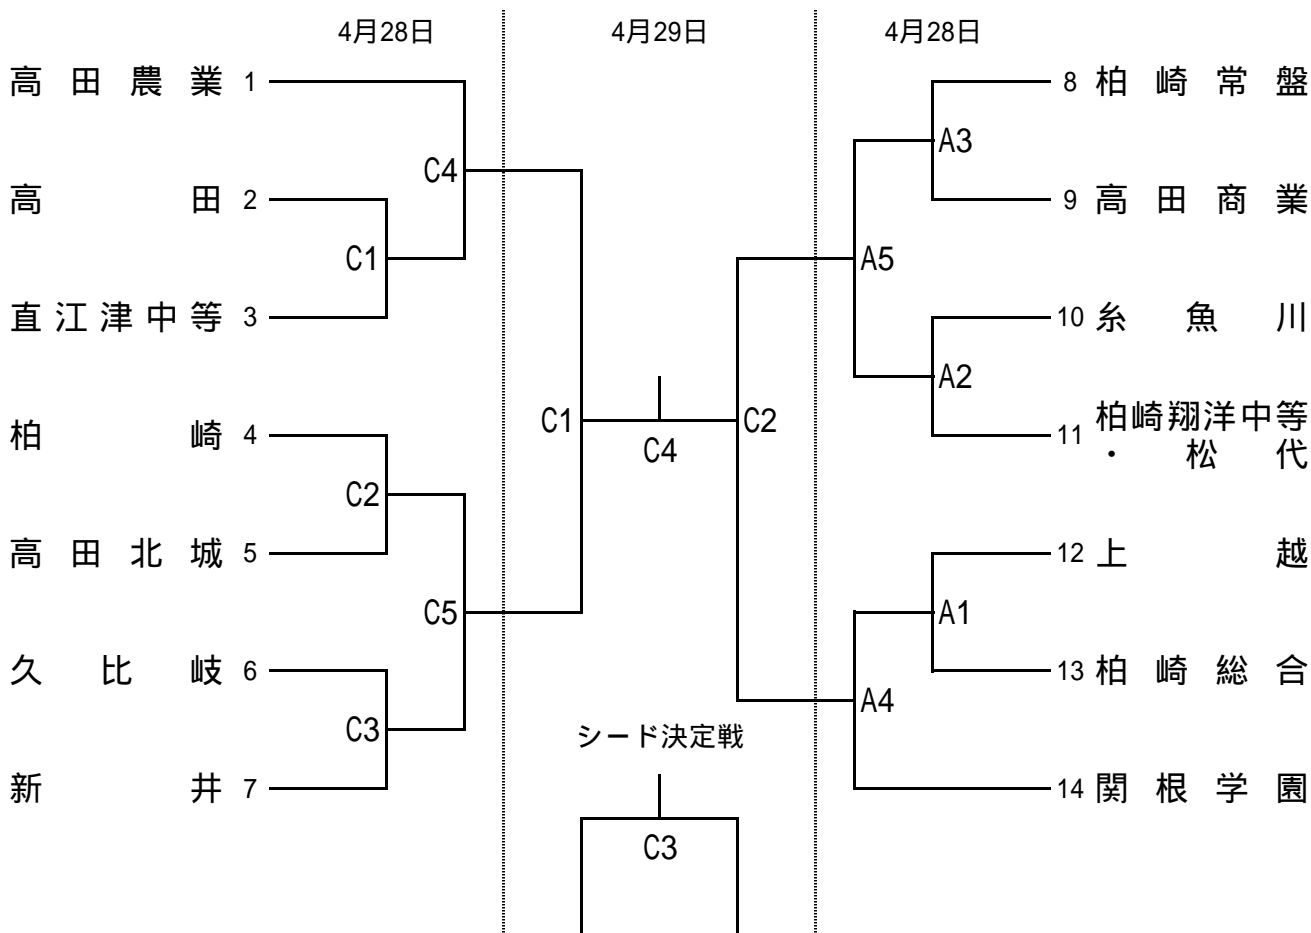 4月28日 4月29日 4月28日
高田農業 1
8 柏崎常盤
A3
C4
高田 2
9 高田商業
C1
A5
直江津中等 3
10 糸魚川
A2
柏崎翔洋中等
C1
C2
柏崎 4
11
C4
・松代
C2
高田北城 5
12 上越
C5
A1
久比岐 6
13 柏崎総合
A4
C3
シード決定戦
新井 7
14 関根学園
C3